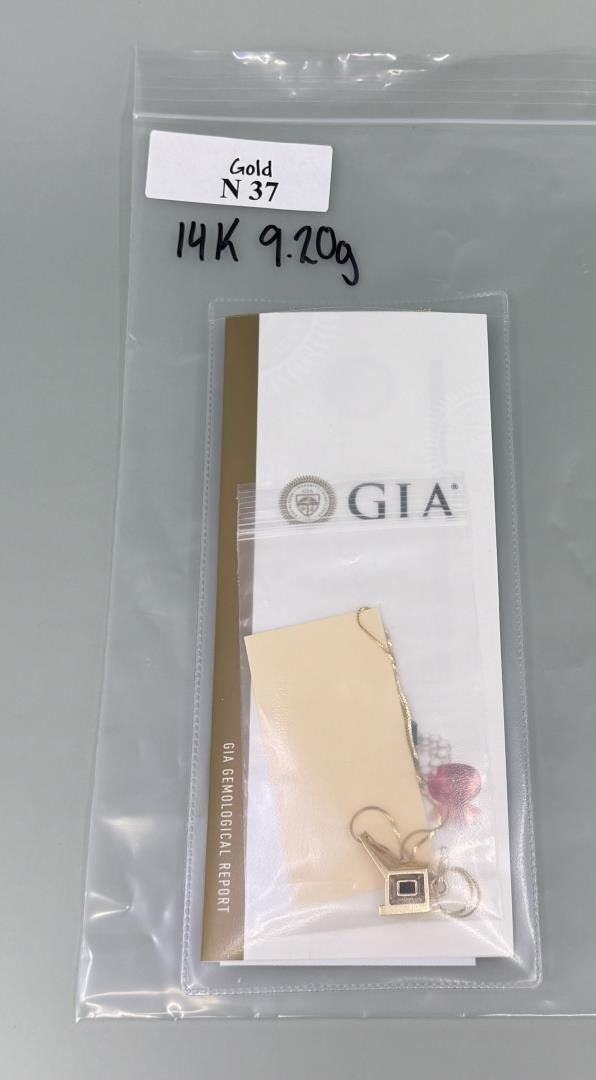 Gold
N 37
14K 9.20g
GIA®
GIA GEMOLOGICAL REPORT